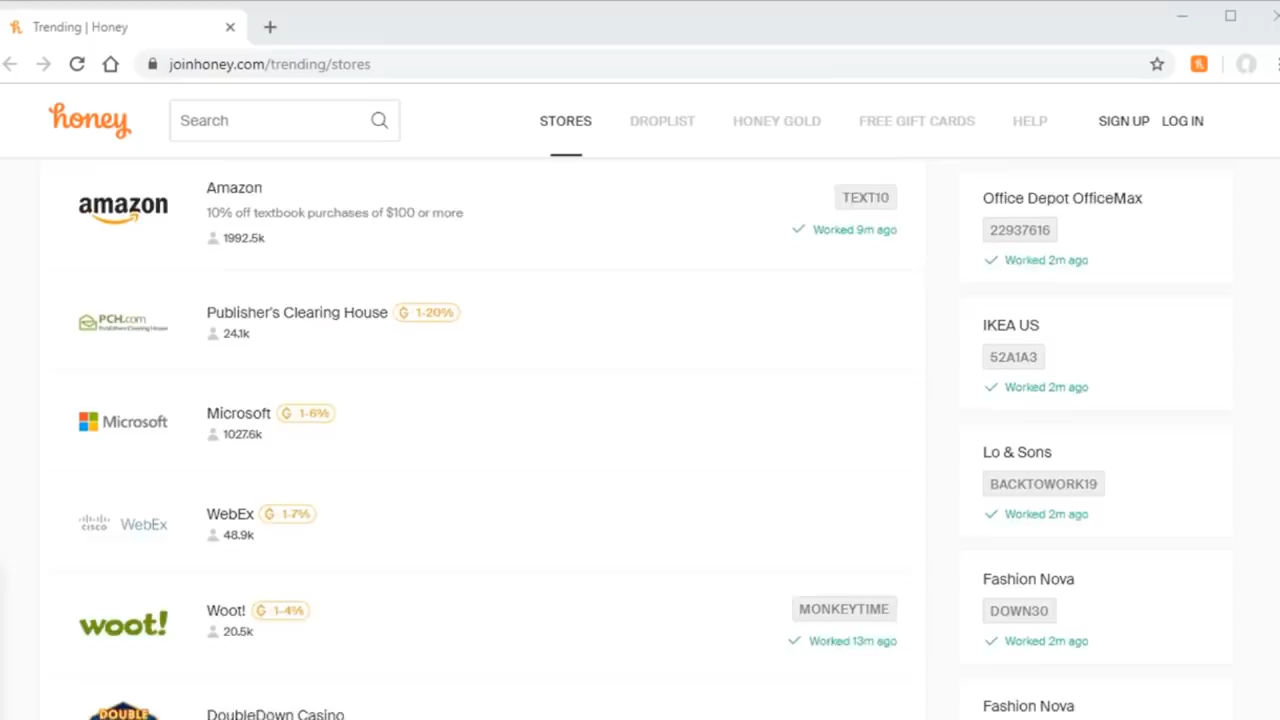 Trending | Honey
joinhoney.com/trending/stores
honey
Search
STORES
DROPLIST
HONEY GOLD
FREE GIFT CARDS
HELP
SIGN UP
LOG IN
amazon
Amazon
10% off textbook purchases of $100 or more
1992.5k
TEXT10
Worked 9m ago
PCH.com
Publishers Clearing House
Publisher's Clearing House
1-20%
24.1k
Microsoft
Microsoft
1-6%
1027.6k
CISCO WebEx
WebEx
1-7%
48.9k
woot!
Woot!
1-4%
20.5k
MONKEYTIME
Worked 13m ago
DOUBLE
DoubleDown Casino
Office Depot OfficeMax
22937616
Worked 2m ago
IKEA US
52A1A3
Worked 2m ago
Lo & Sons
BACKTOWORK19
Worked 2m ago
Fashion Nova
DOWN30
Worked 2m ago
Fashion Nova